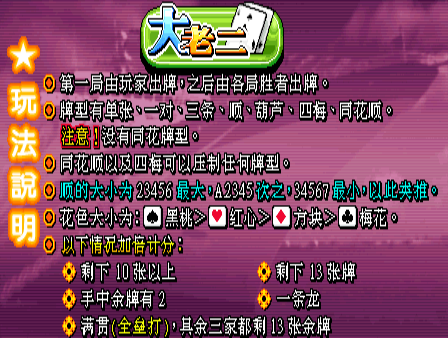 大老二
★玩法說明
第一局由玩家出牌，之后由各局胜者出牌。
牌型有单张、一对、三条、顺、葫芦、四梅、同花顺。
注意！没有同花牌型。
同花顺以及四梅可以压制任何牌型。
顺的大小为 23456 最大，A2345 次之，34567 最小，以此类推。
花色大小为：♠黑桃＞♥红心＞♦方块＞♣梅花。
以下情况加倍计分：
剩下 10 张以上 剩下 13 张牌
手中余牌有 2 一条龙
满贯(全垒打)，其余三家都剩 13 张余牌